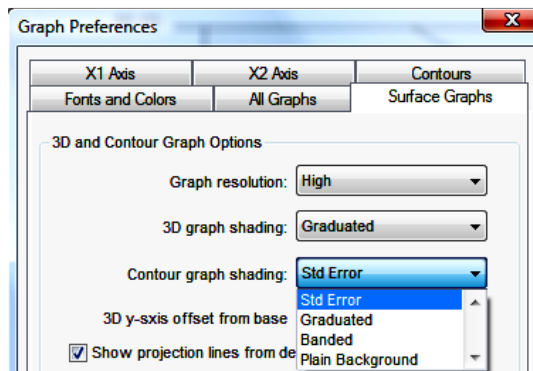 Graph Preferences
X1 Axis X2 Axis Contours
Fonts and Colors All Graphs Surface Graphs
3D and Contour Graph Options
Graph resolution: High
3D graph shading: Graduated
Contour graph shading: Std Error
Std Error
Graduated
3D y-sxis offset from base
Banded
Show projection lines from de
Plain Background